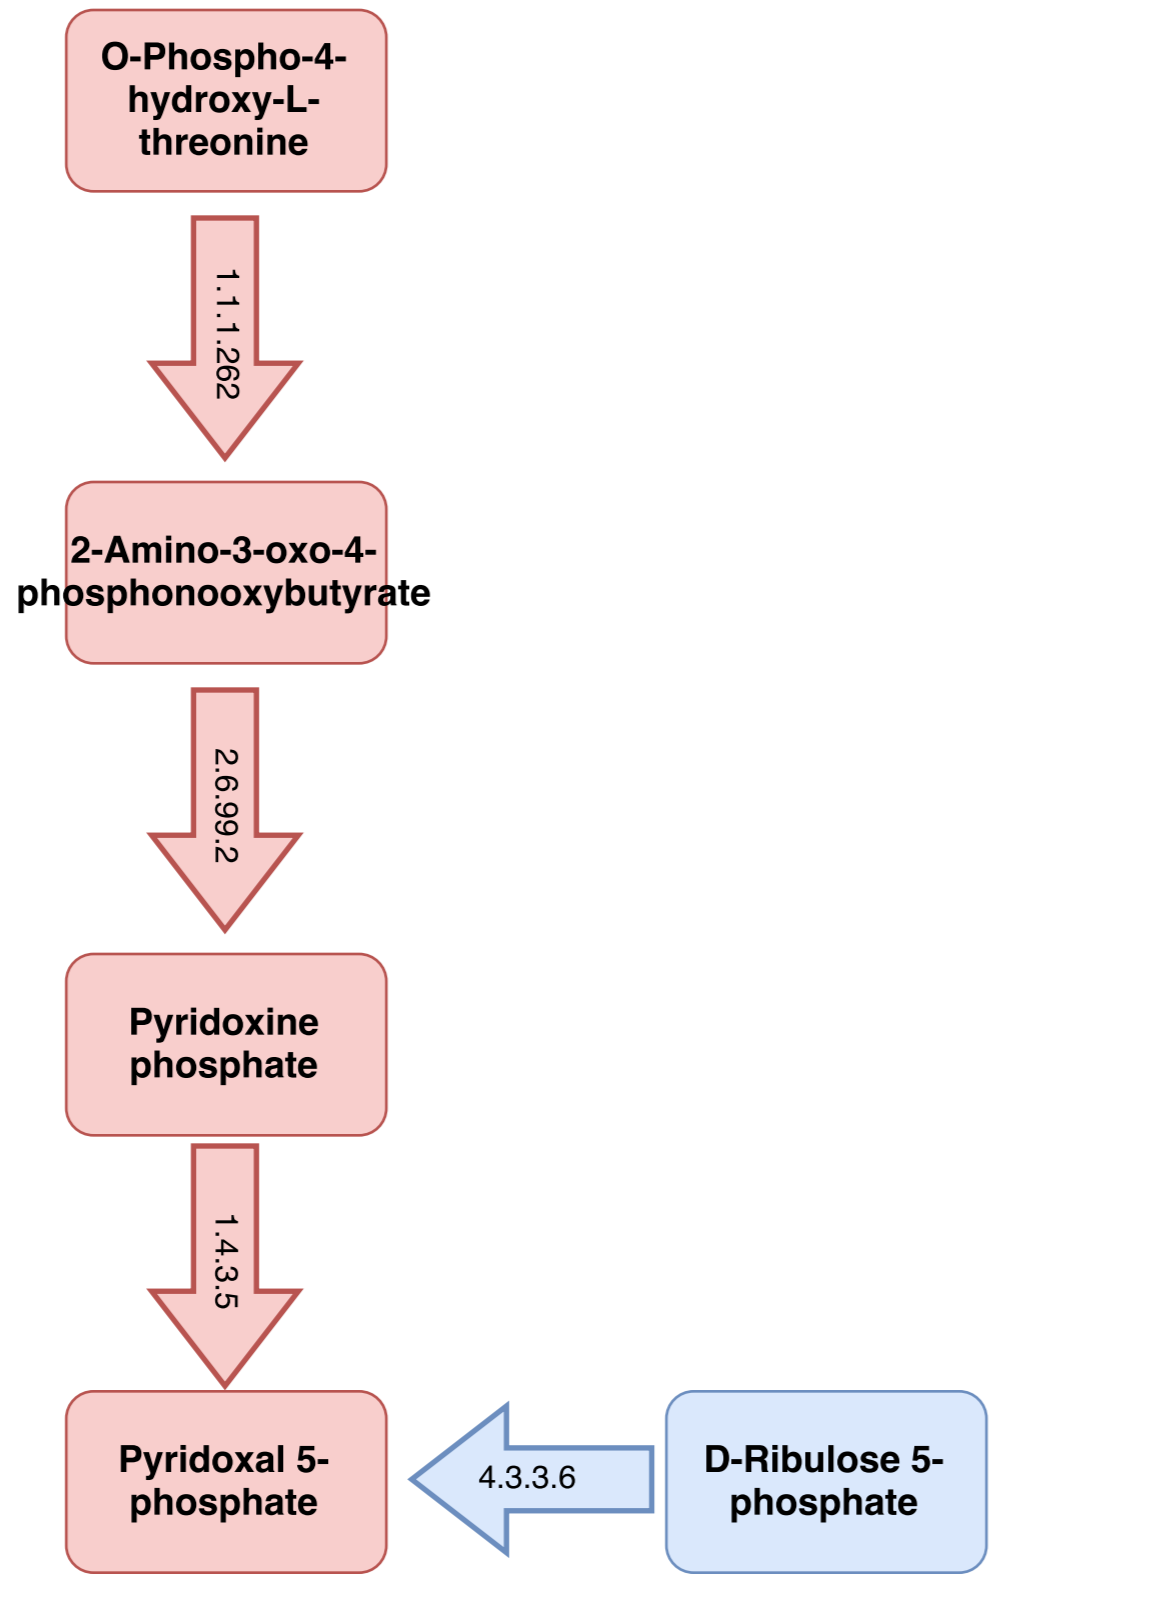 O-Phospho-4-
hydroxy-L-
threonine
1.1.1.262
2-Amino-3-oxo-4-
phosphonooxybutyrate
2.6.99.2
Pyridoxine
phosphate
1.4.3.5
Pyridoxal 5-
phosphate
4.3.3.6
D-Ribulose 5-
phosphate